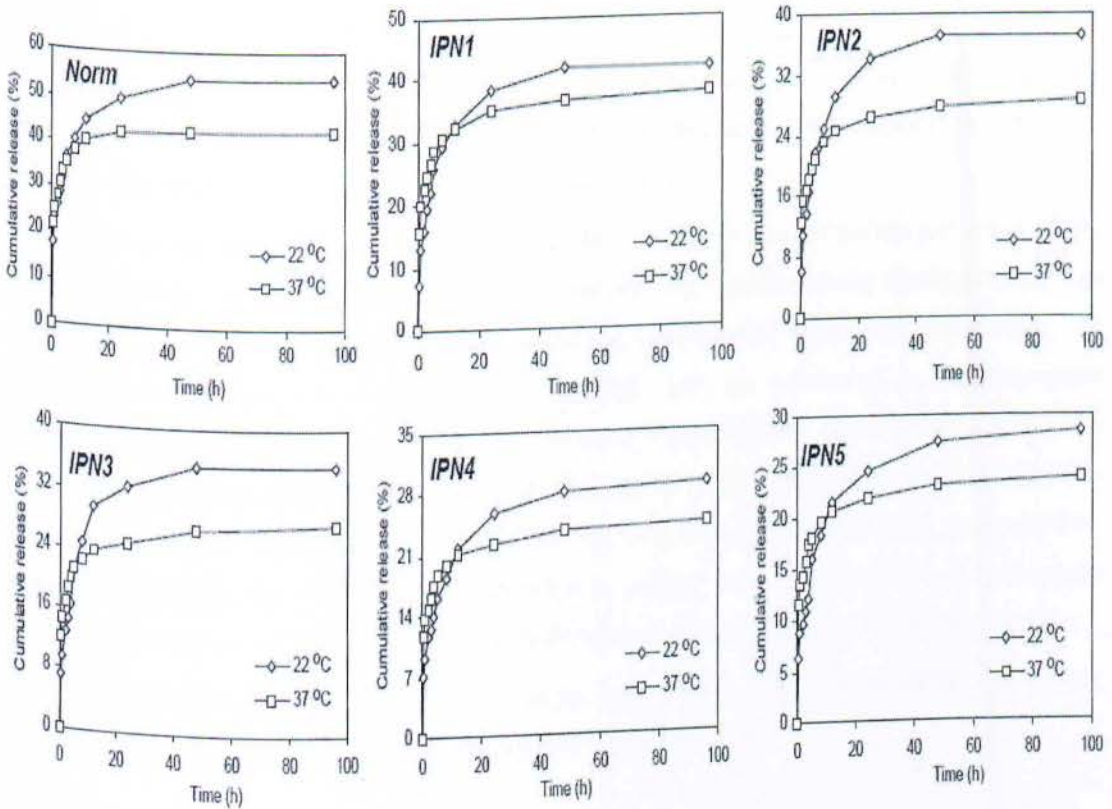 Norm
Cumulative release (%)
60
50
40
30
20
10
0
22 °C
37 °C
0 20 40 60 80 100
Time (h)
IPN1
Cumulative release (%)
50
40
30
20
10
0
22 °C
37 °C
0 20 40 60 80 100
Time (h)
IPN2
Cumulative release (%)
40
32
24
16
8
0
22 °C
37 °C
0 20 40 60 80 100
Time (h)
IPN3
Cumulative release (%)
40
32
24
16
8
0
22 °C
37 °C
0 20 40 60 80 100
Time (h)
IPN4
Cumulative release (%)
35
28
21
14
7
0
22 °C
37 °C
0 20 40 60 80 100
Time (h)
IPN5
Cumulative release (%)
30
25
20
15
10
5
0
22 °C
37 °C
0 20 40 60 80 100
Time (h)